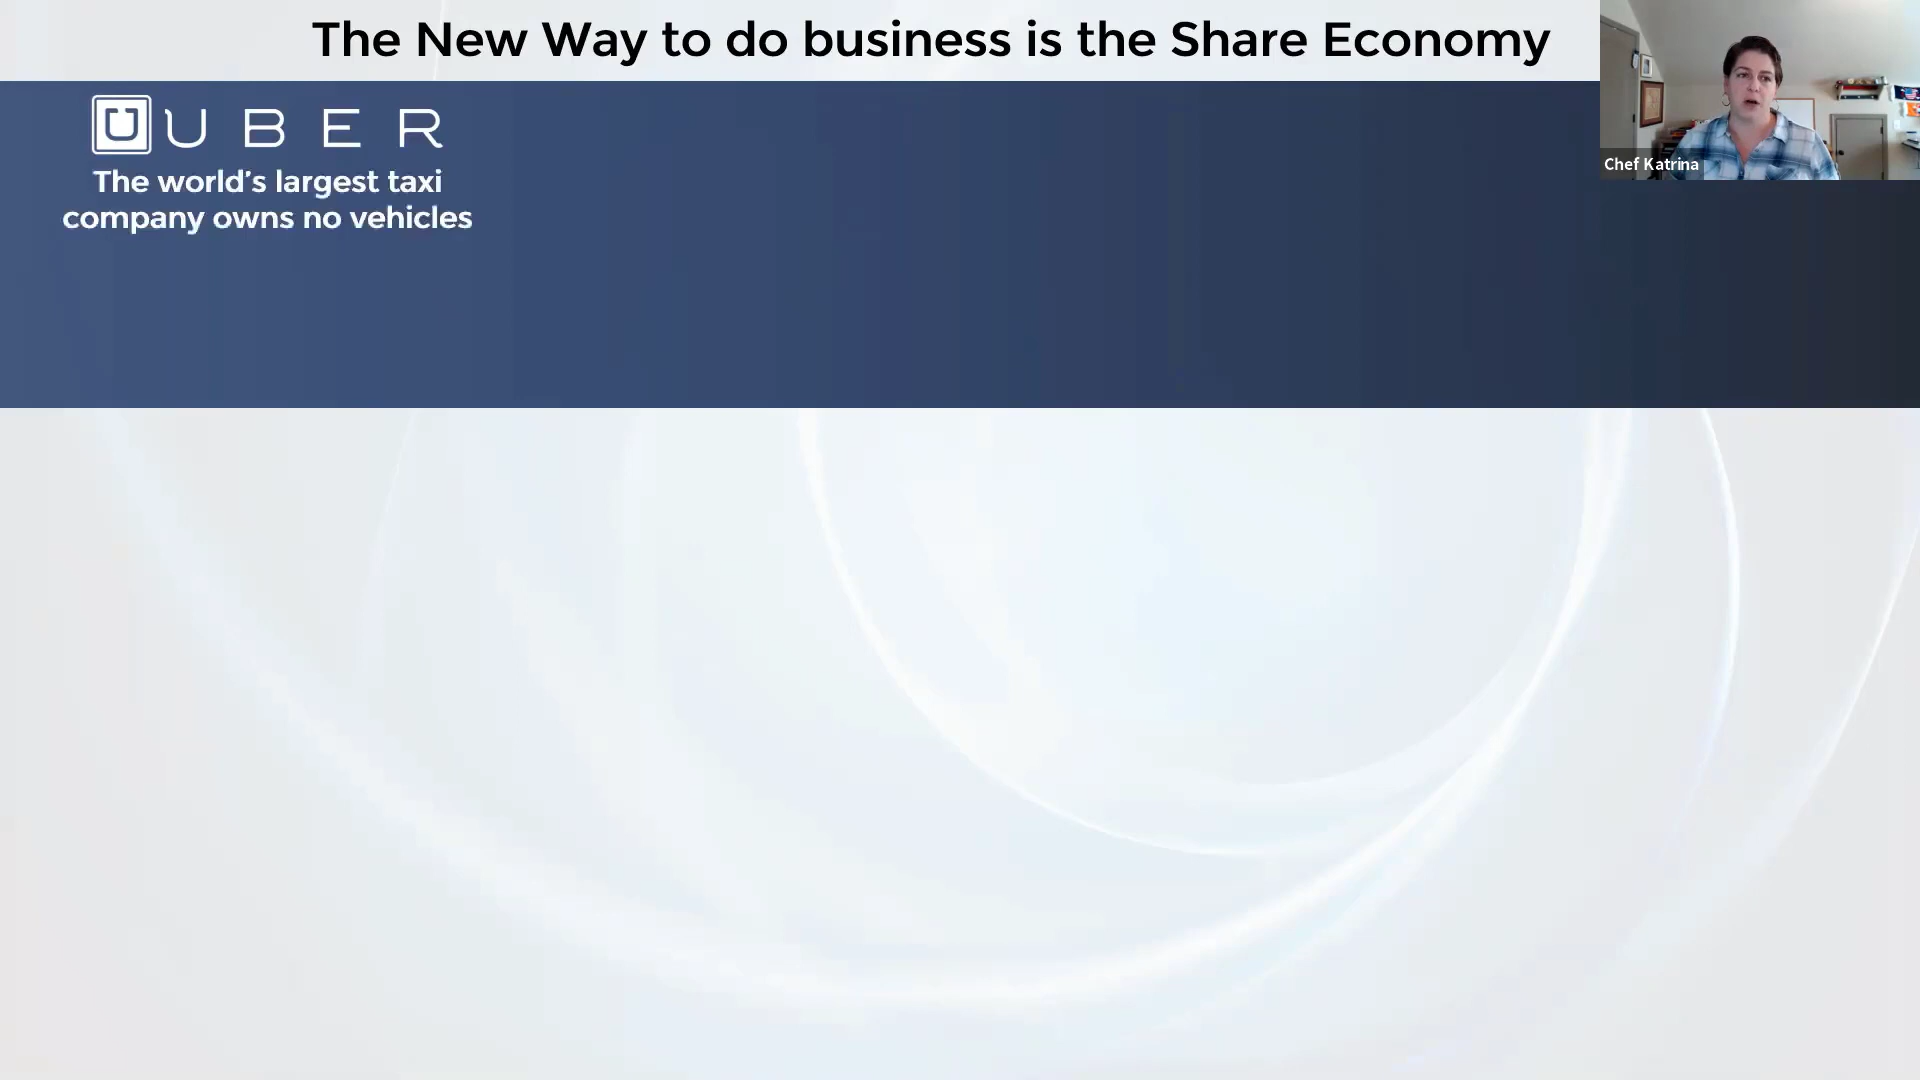 The New Way to do business is the Share Economy
UBER
The world's largest taxi
company owns no vehicles
Chef Katrina